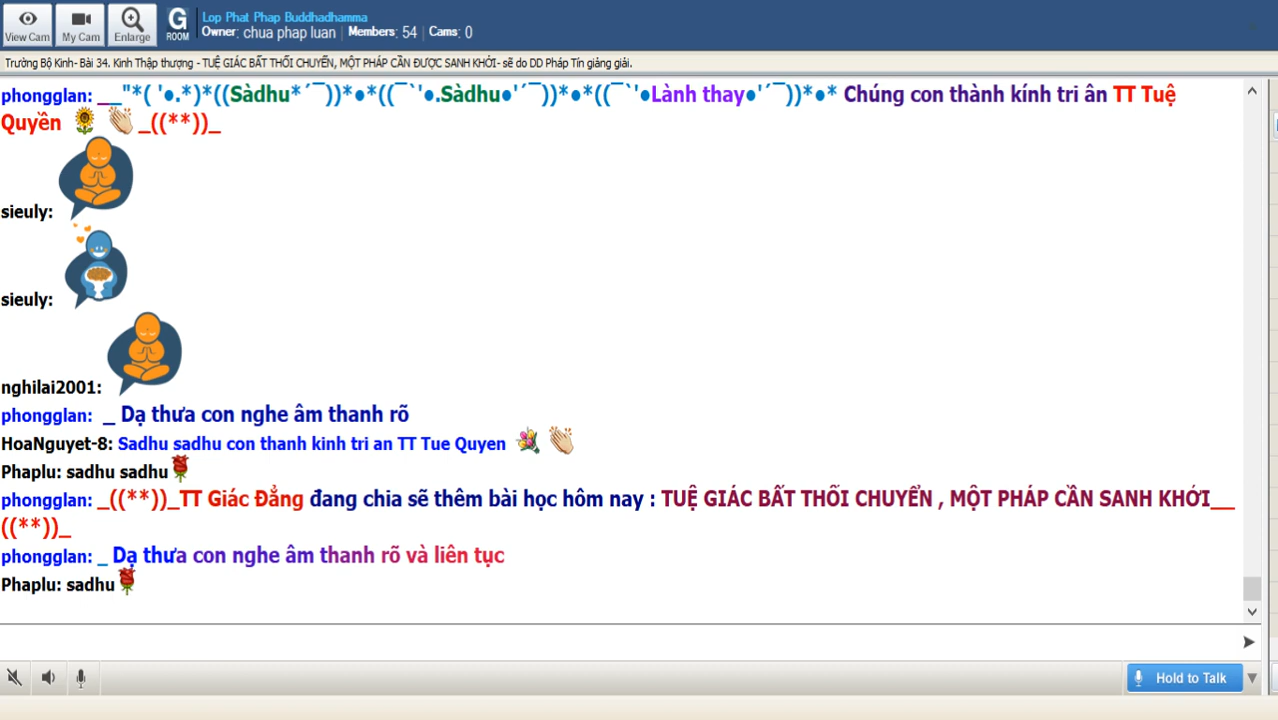 View Cam
My Cam
Enlarge
G
ROOM
Lop Phat Phap Buddhadhamma
Owner: chua phap luan | Members: 54 | Cams: 0
Trường Bộ Kinh- Bài 34. Kinh Thập thượng - TUỆ GIÁC BẤT THỐI CHUYỂN, MỘT PHÁP CẦN ĐƯỢC SANH KHỞI- sẽ do DD Pháp Tín giảng giải.
phongglan: __"*( '●.*)*((Sàdhu*´¯))*●*((¯`'●.Sàdhu●'´¯))*●*((¯`'●Lành thay●'´¯))*●* Chúng con thành kính tri ân TT Tuệ
Quyền _((**))_
sieuly:
sieuly:
nghilai2001:
phongglan: _ Dạ thưa con nghe âm thanh rõ
HoaNguyet-8: Sadhu sadhu con thanh kinh tri an TT Tue Quyen
Phaplu: sadhu sadhu
phongglan: _((**))_TT Giác Đẳng đang chia sẽ thêm bài học hôm nay : TUỆ GIÁC BẤT THỐI CHUYỂN , MỘT PHÁP CẦN SANH KHỞI__
((**))_
phongglan: _ Dạ thưa con nghe âm thanh rõ và liên tục
Phaplu: sadhu
Hold to Talk